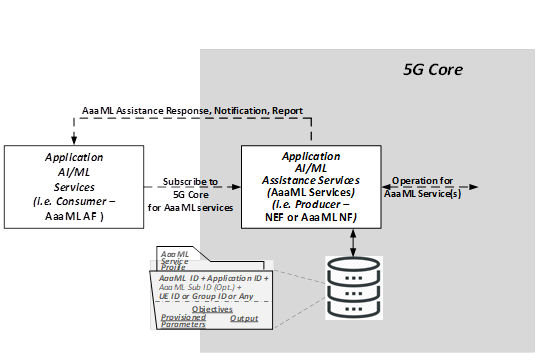 5G Core
AaaML Assistance Response, Notification, Report
Application
AI/ML
Services
(i.e. Consumer –
AaaML AF )
Subscribe to
5G Core
for AaaML services
Application
AI/ML
Assistance Services
(AaaML Services)
(i.e. Producer –
NEF or AaaML NF)
Operation for
AaaML Service(s)
AaaML
Service
Profile
AaaML ID + Application ID +
AaaML Sub ID (Opt.) +
UE ID or Group ID or Any
Objectives
Provisioned Output
Parameters